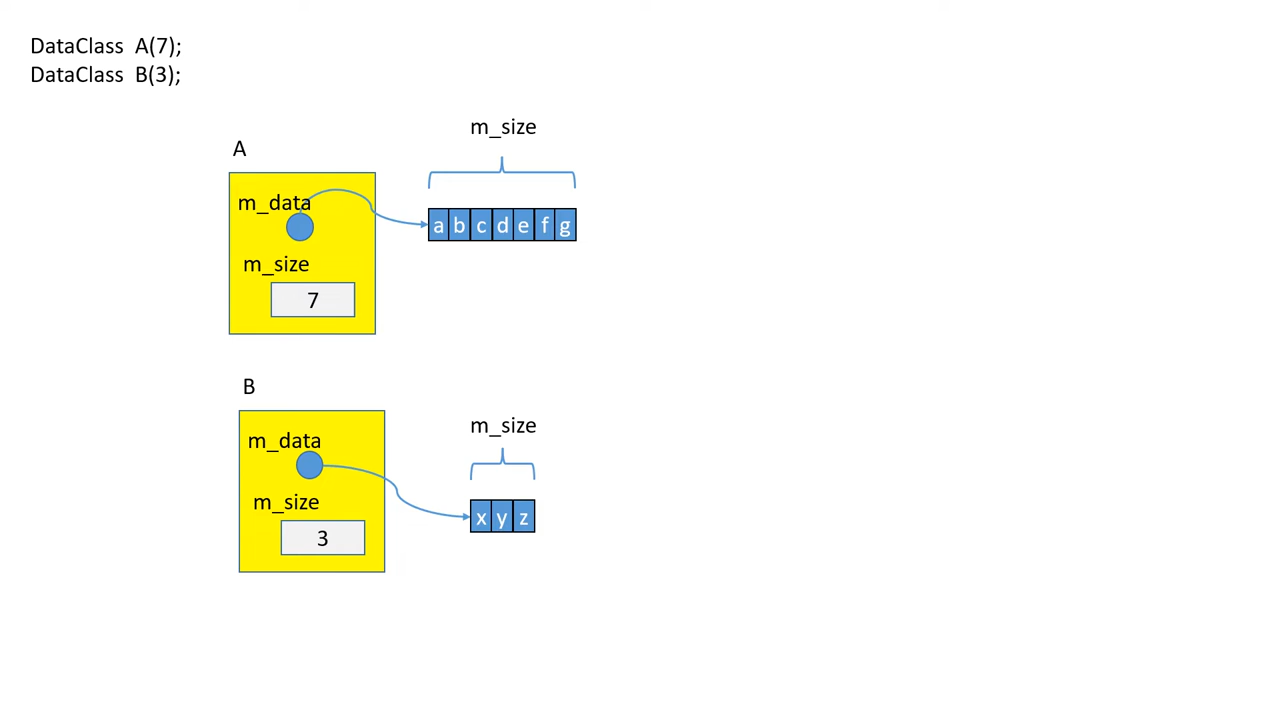 DataClass A(7);
DataClass B(3);
m_size
A
m_data
a b c d e f g
m_size
7
B
m_size
m_data
m_size
x y z
3